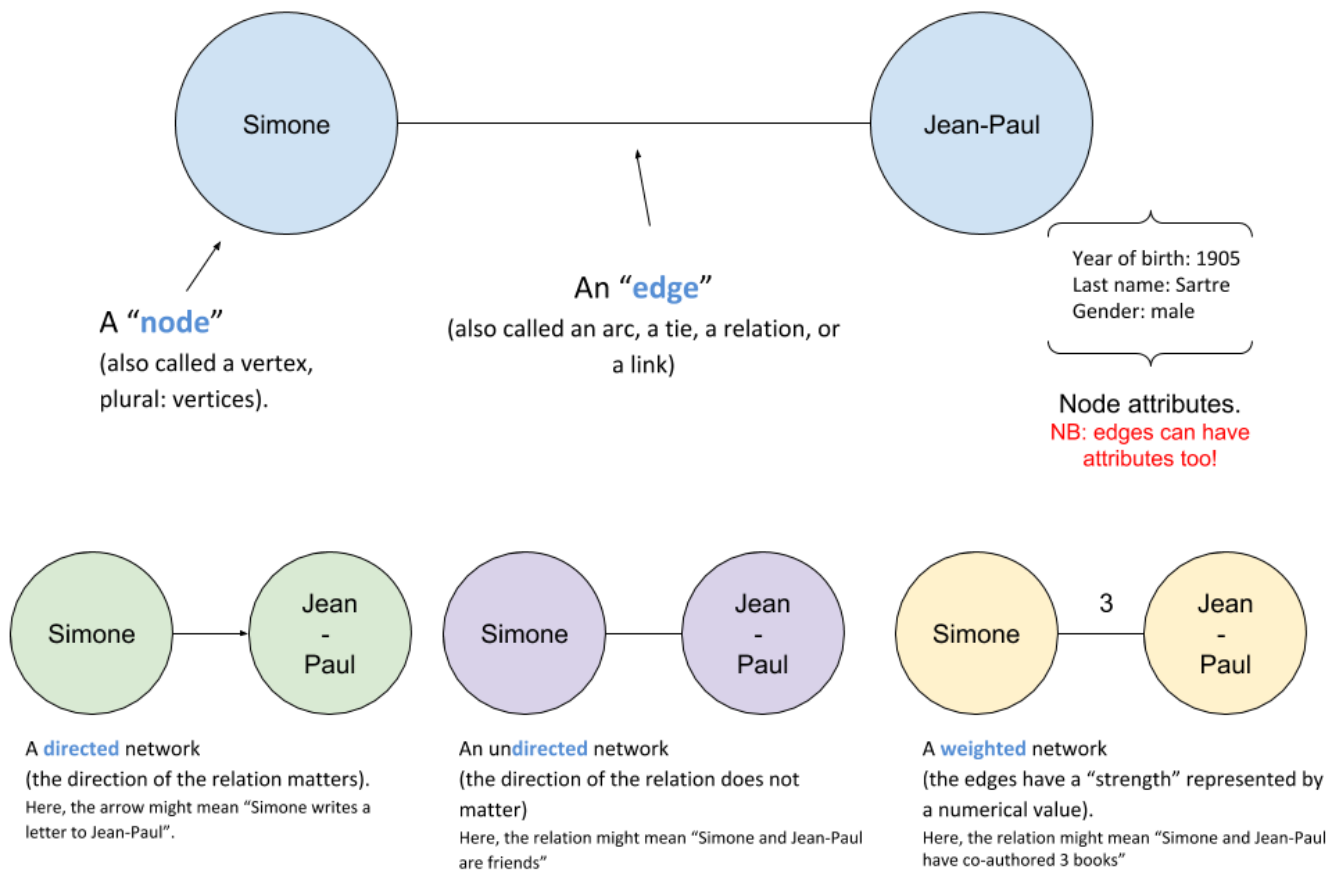 Simone
Jean-Paul
A “node”
(also called a vertex,
plural: vertices).
An “edge”
(also called an arc, a tie, a relation, or
a link)
Year of birth: 1905
Last name: Sartre
Gender: male
Node attributes.
NB: edges can have
attributes too!
Simone
Jean
-
Paul
A directed network
(the direction of the relation matters).
Here, the arrow might mean “Simone writes a
letter to Jean-Paul”.
Simone
Jean
-
Paul
An undirected network
(the direction of the relation does not
matter)
Here, the relation might mean “Simone and Jean-Paul
are friends”
Simone
3
Jean
-
Paul
A weighted network
(the edges have a “strength” represented by
a numerical value).
Here, the relation might mean “Simone and Jean-Paul
have co-authored 3 books”